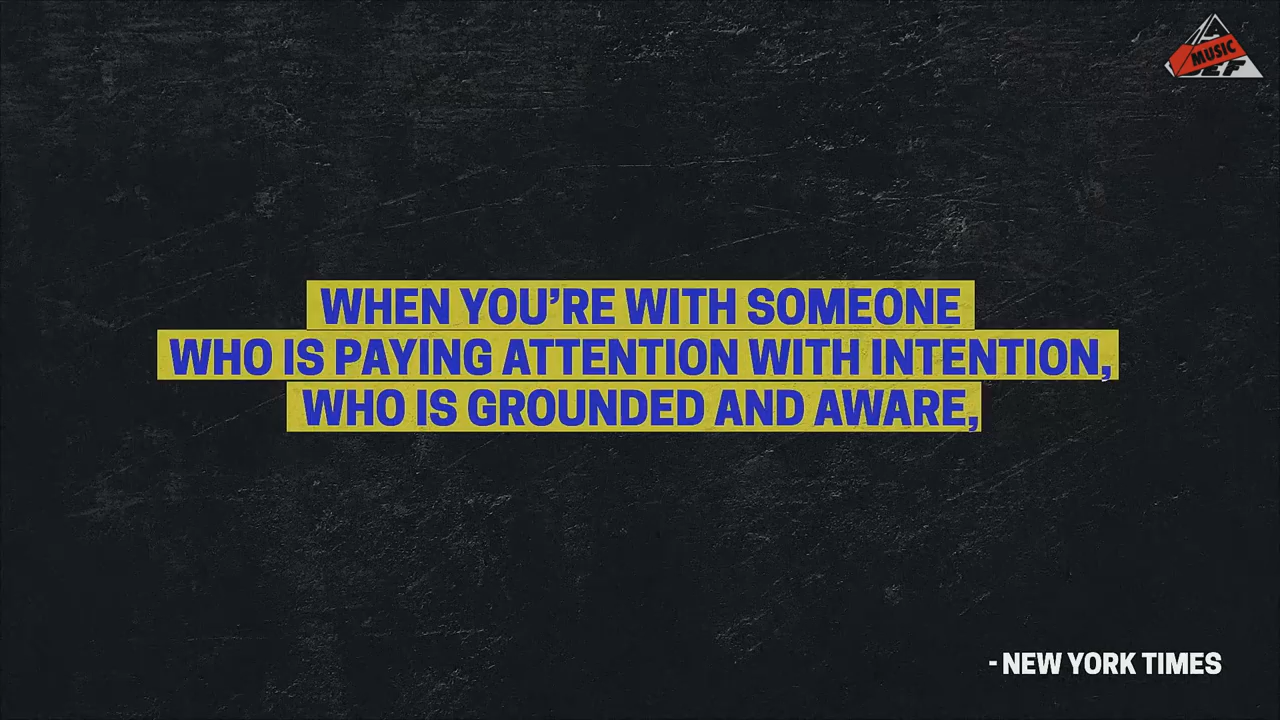 MUSIC
WHEN YOU'RE WITH SOMEONE
WHO IS PAYING ATTENTION WITH INTENTION,
WHO IS GROUNDED AND AWARE,
- NEW YORK TIMES